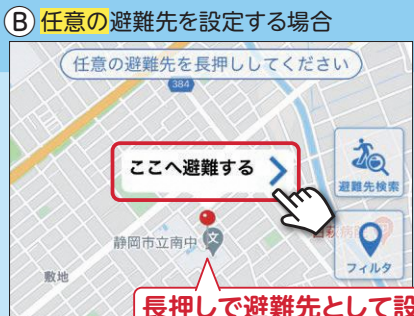 Ⓑ 任意の避難先を設定する場合
任意の避難先を長押ししてください
384
ここへ避難する
避難先検索
静岡市立南中
文
フィルタ
敷地
長押しで避難先として設